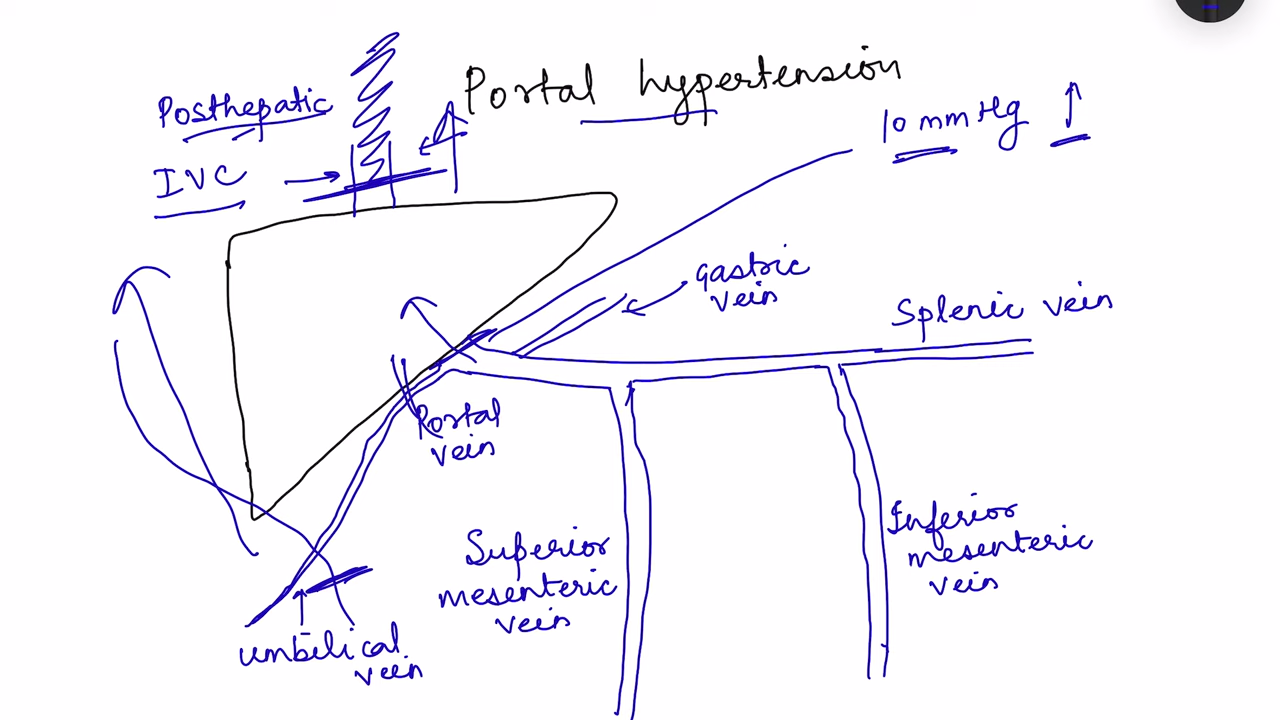 Portal hypertension
Posthepatic
IVC
10 mmHg ↑
gastric
vein
Splenic vein
Portal
vein
Superior
mesenteric
vein
Inferior
mesenteric
vein
umbilical
vein